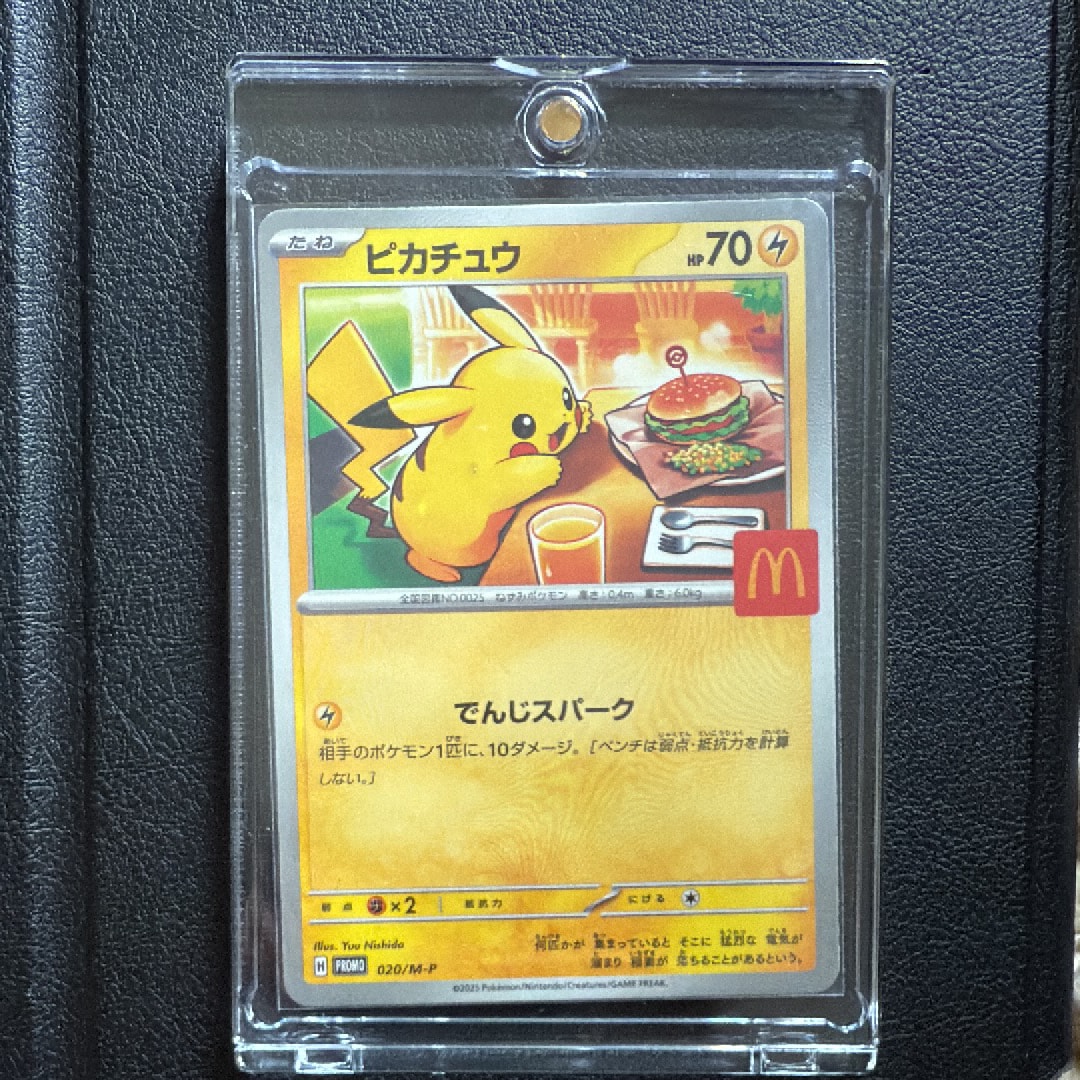 たね
ピカチュウ
HP70
全国図鑑NO.0025 ねずみポケモン 高さ:0.4m 重さ:6.0kg
M
でんじスパーク
相手のポケモン1匹に、10ダメージ。[ベンチは弱点・抵抗力を計算
しない。]
弱点 ×2 抵抗力 にげる
Illus. Yuu Nishida
何匹かが 集まっていると そこに 猛烈な 電気が
溜まり 稲妻が 落ちることがあるという。
PROMO 020/M-P
©2025 Pokémon/Nintendo/Creatures/GAME FREAK.